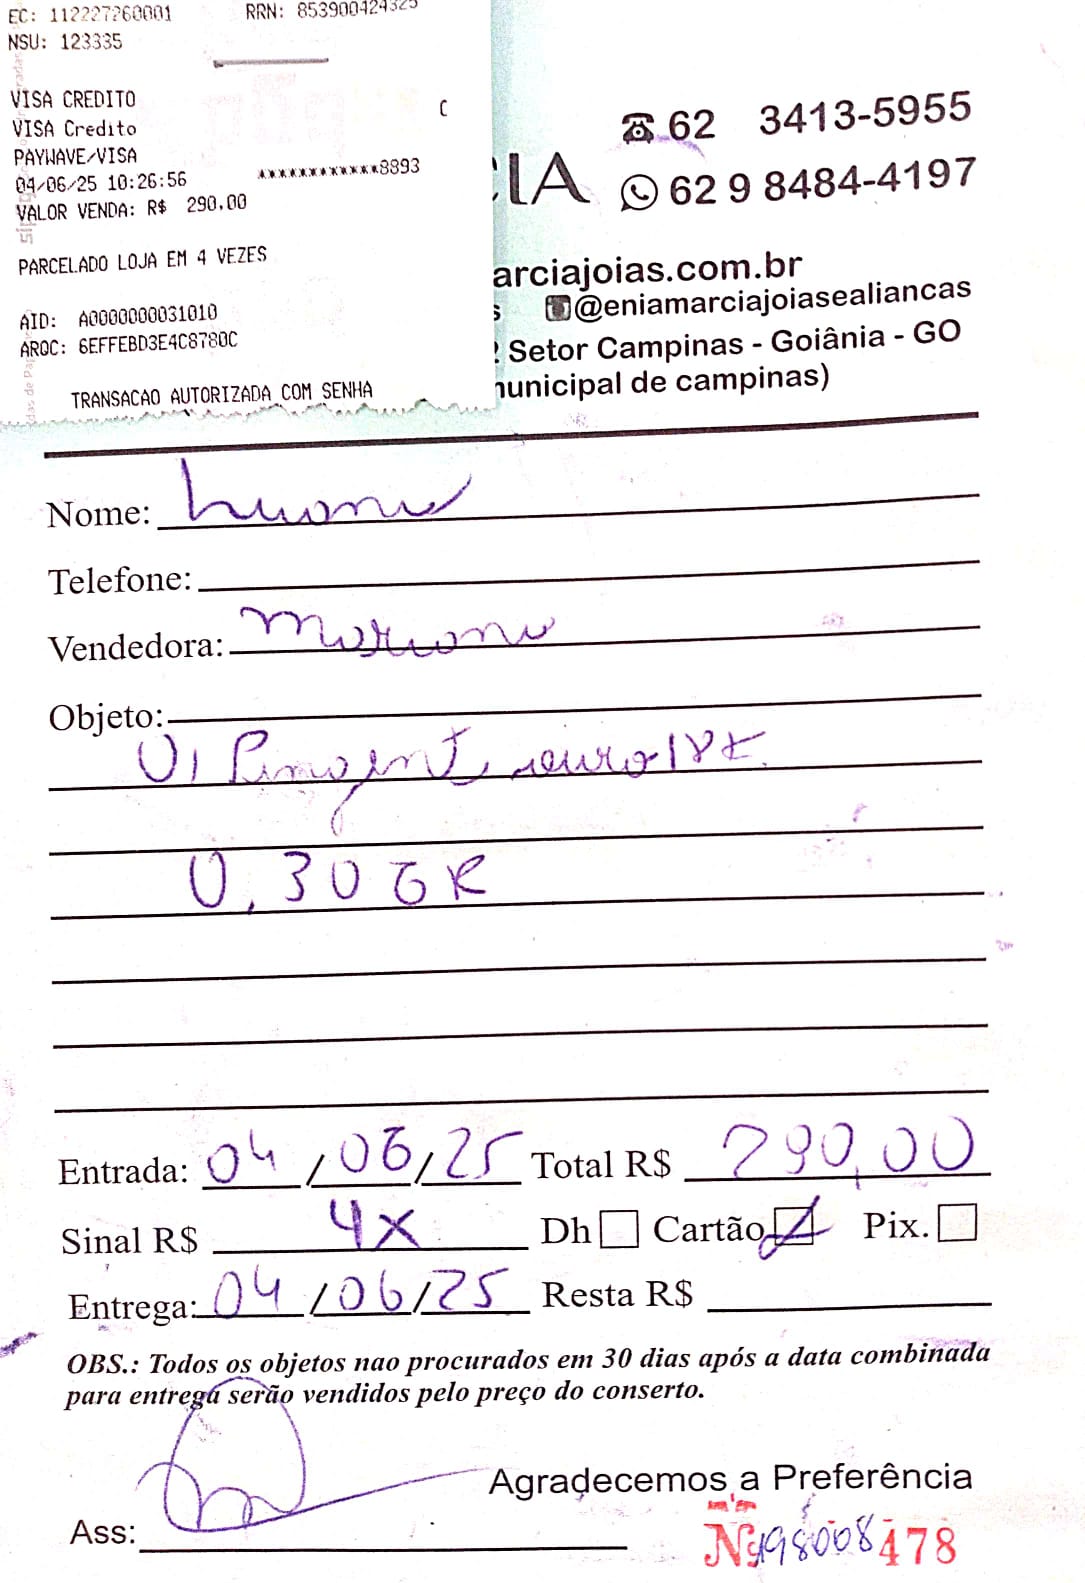 EC: 112227260001 RRN: 853900424325
NSU: 123335
VISA CREDITO C
VISA Credito
PAYWAVE/VISA
************8893
04/06/25 10:26:56
VALOR VENDA: R$ 290,00
PARCELADO LOJA EM 4 VEZES
AID: A0000000031010
ARQC: 6EFFEBD3E4C8780C
TRANSACAO AUTORIZADA COM SENHA
62 3413-5955
CIA 62 9 8484-4197
arciajoias.com.br
@eniamarciajoiasealiancas
Setor Campinas - Goiânia - GO
unicipal de campinas)
Nome:
Telefone:
Vendedora: Mariana
Objeto:
01 Pingente ouro 18K
0,30 GR
Entrada: 04/06/25 Total R$ 290,00
Sinal R$ 4x Dh Cartão Pix.
Entrega: 04/06/25 Resta R$
OBS.: Todos os objetos nao procurados em 30 dias após a data combinada
para entrega serão vendidos pelo preço do conserto.
Agradecemos a Preferência
Ass:
Nº 478